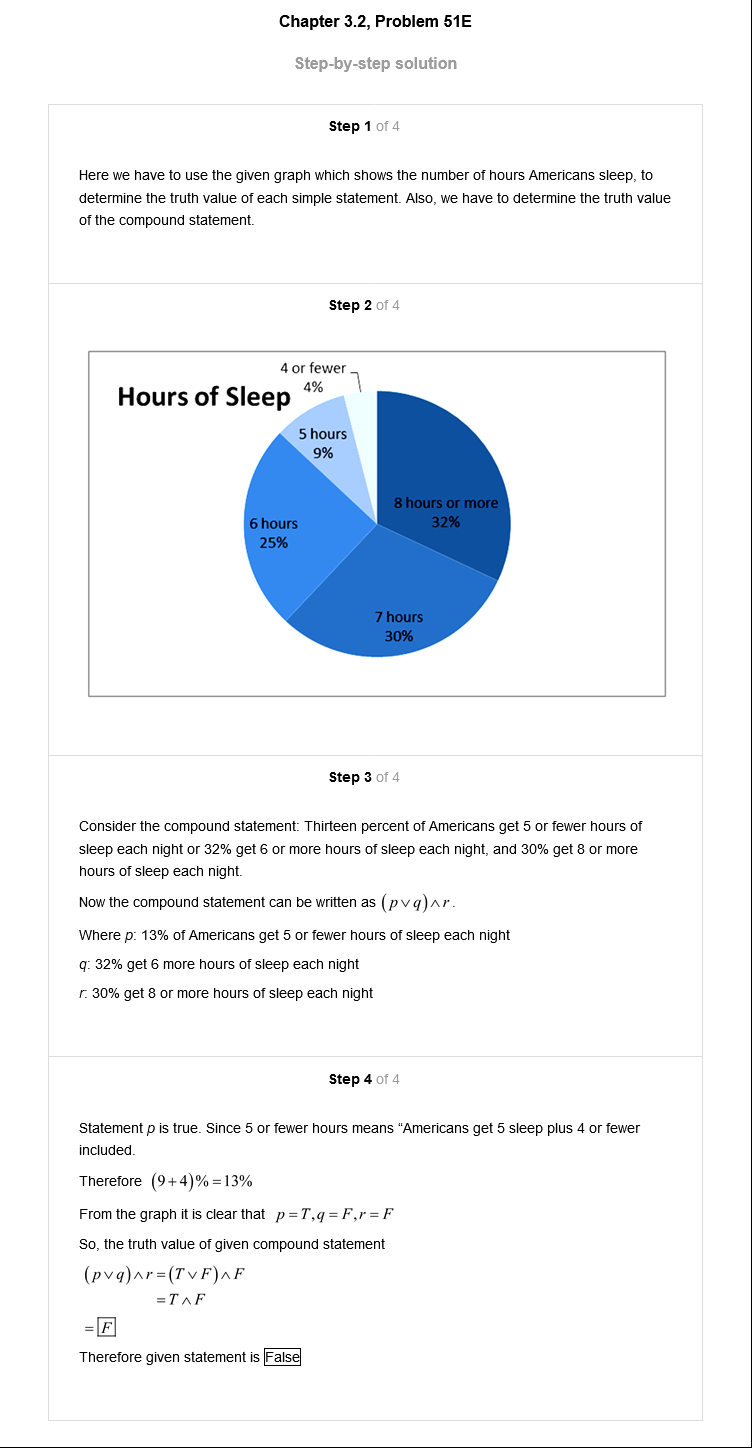 Chapter 3.2, Problem 51E
Step-by-step solution
Step 1 of 4
Here we have to use the given graph which shows the number of hours Americans sleep, to
determine the truth value of each simple statement. Also, we have to determine the truth value
of the compound statement.
Step 2 of 4
Hours of Sleep
4 or fewer
4%
5 hours
9%
8 hours or more
32%
6 hours
25%
7 hours
30%
Step 3 of 4
Consider the compound statement: Thirteen percent of Americans get 5 or fewer hours of
sleep each night or 32% get 6 or more hours of sleep each night, and 30% get 8 or more
hours of sleep each night.
Now the compound statement can be written as (p∨q)∧r.
Where p: 13% of Americans get 5 or fewer hours of sleep each night
q: 32% get 6 more hours of sleep each night
r: 30% get 8 or more hours of sleep each night
Step 4 of 4
Statement p is true. Since 5 or fewer hours means “Americans get 5 sleep plus 4 or fewer
included.
Therefore (9+4)%=13%
From the graph it is clear that p=T,q=F,r=F
So, the truth value of given compound statement
(p∨q)∧r=(T∨F)∧F
=T∧F
=F
Therefore given statement is False